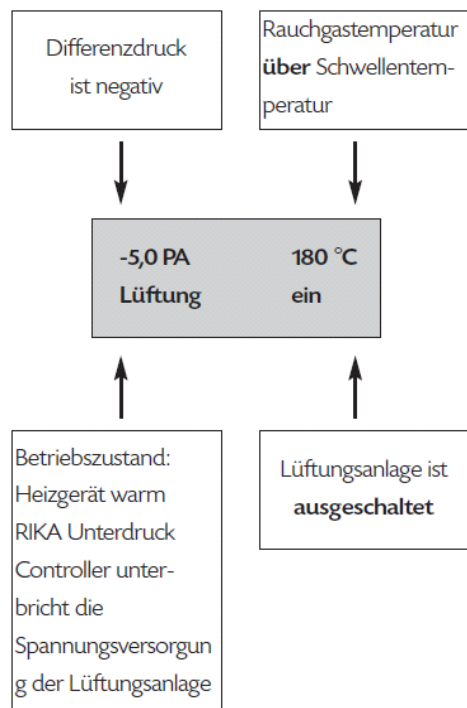 Differenzdruck
ist negativ
Rauchgastemperatur
über Schwellentem-
peratur
-5,0 PA 180 °C
Lüftung ein
Betriebszustand:
Heizgerät warm
RIKA Unterdruck
Controller unter-
bricht die
Spannungsversorgun
g der Lüftungsanlage
Lüftungsanlage ist
ausgeschaltet